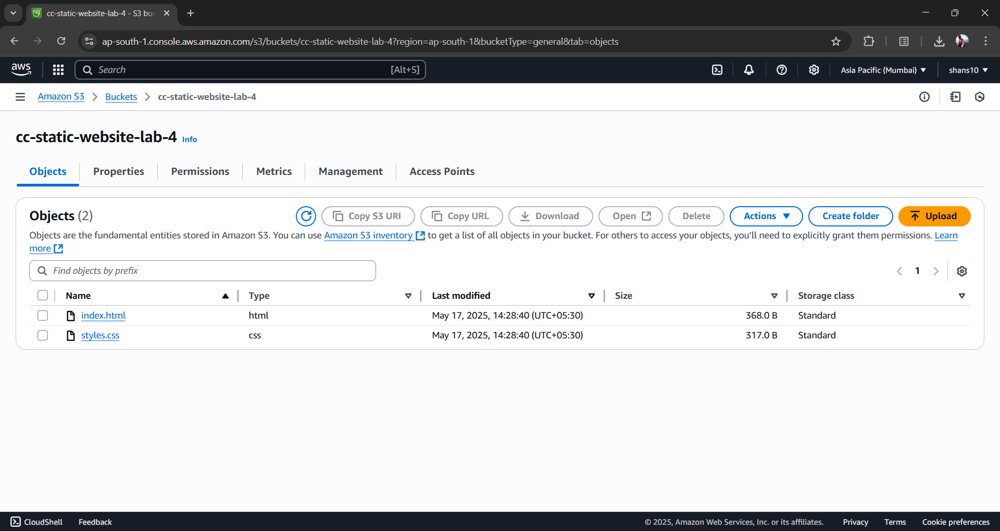 cc-static-website-lab-4 - S3 buc
ap-south-1.console.aws.amazon.com/s3/buckets/cc-static-website-lab-4?region=ap-south-1&bucketType=general&tab=objects
aws
Search [Alt+S]
Asia Pacific (Mumbai)
shans10
Amazon S3 > Buckets > cc-static-website-lab-4
cc-static-website-lab-4 Info
Objects Properties Permissions Metrics Management Access Points
Objects (2)
Copy S3 URI
Copy URL
Download
Open
Delete
Actions
Create folder
Upload
Objects are the fundamental entities stored in Amazon S3. You can use Amazon S3 inventory to get a list of all objects in your bucket. For others to access your objects, you’ll need to explicitly grant them permissions. Learn
more
Find objects by prefix
1
Name Type Last modified Size Storage class
index.html html May 17, 2025, 14:28:40 (UTC+05:30) 368.0 B Standard
styles.css css May 17, 2025, 14:28:40 (UTC+05:30) 317.0 B Standard
CloudShell Feedback © 2025, Amazon Web Services, Inc. or its affiliates. Privacy Terms Cookie preferences